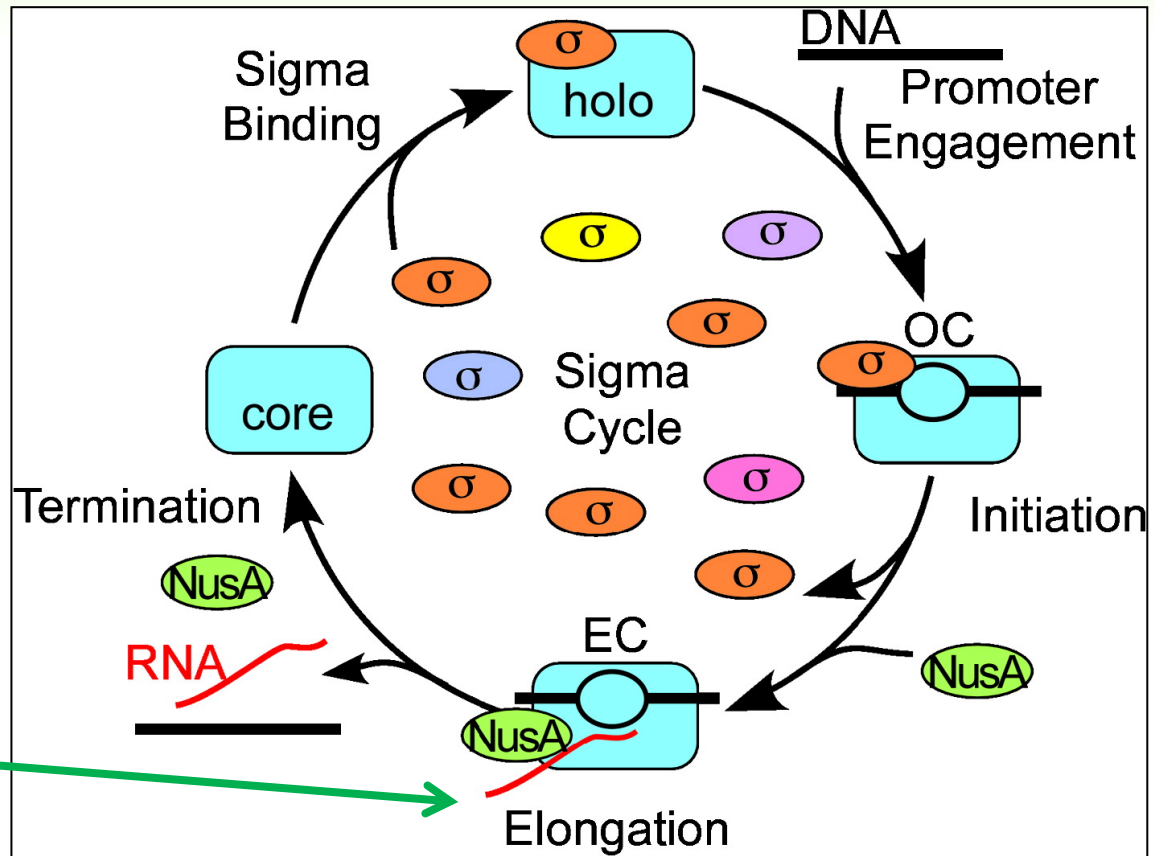 DNA
σ
Sigma
Binding
holo
Promoter
Engagement
σ
σ
σ
σ
OC
σ
σ
Sigma
Cycle
core
σ
σ
σ
Termination
Initiation
NusA
σ
EC
RNA
NusA
NusA
Elongation